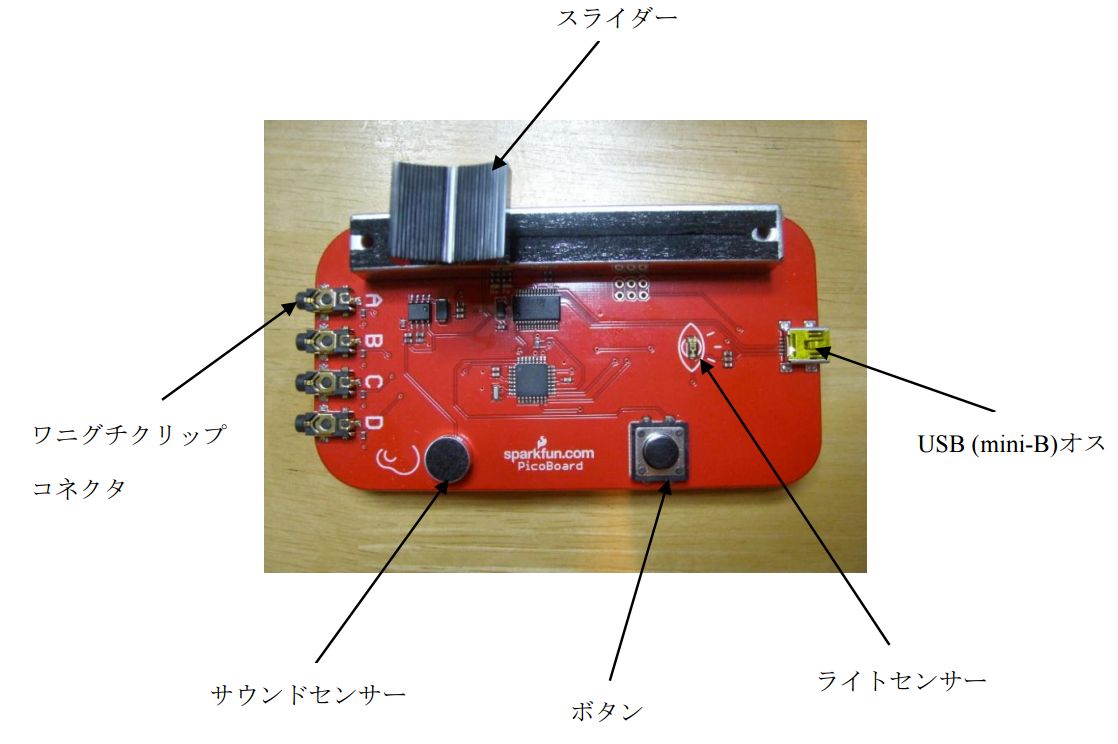 スライダー
A
B
C
D
sparkfun.com
PicoBoard
ワニグチクリップ
コネクタ
USB (mini-B)オス
サウンドセンサー
ボタン
ライトセンサー